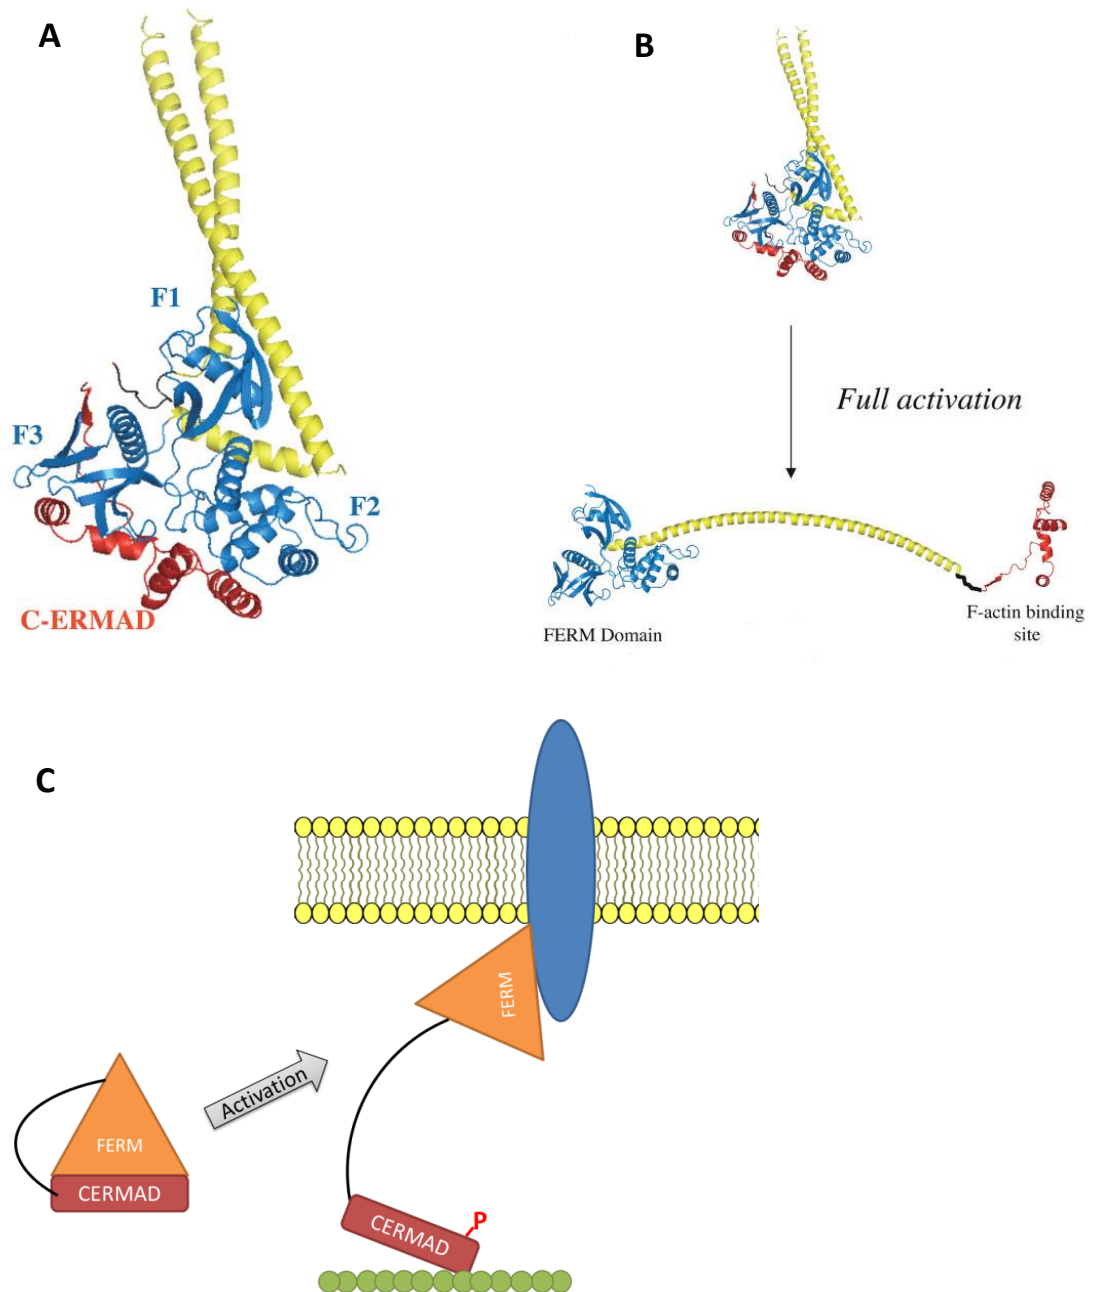 A
B
F1
F3
F2
C-ERMAD
Full activation
FERM Domain
F-actin binding
site
C
FERM
Activation
FERM
CERMAD
CERMAD
P